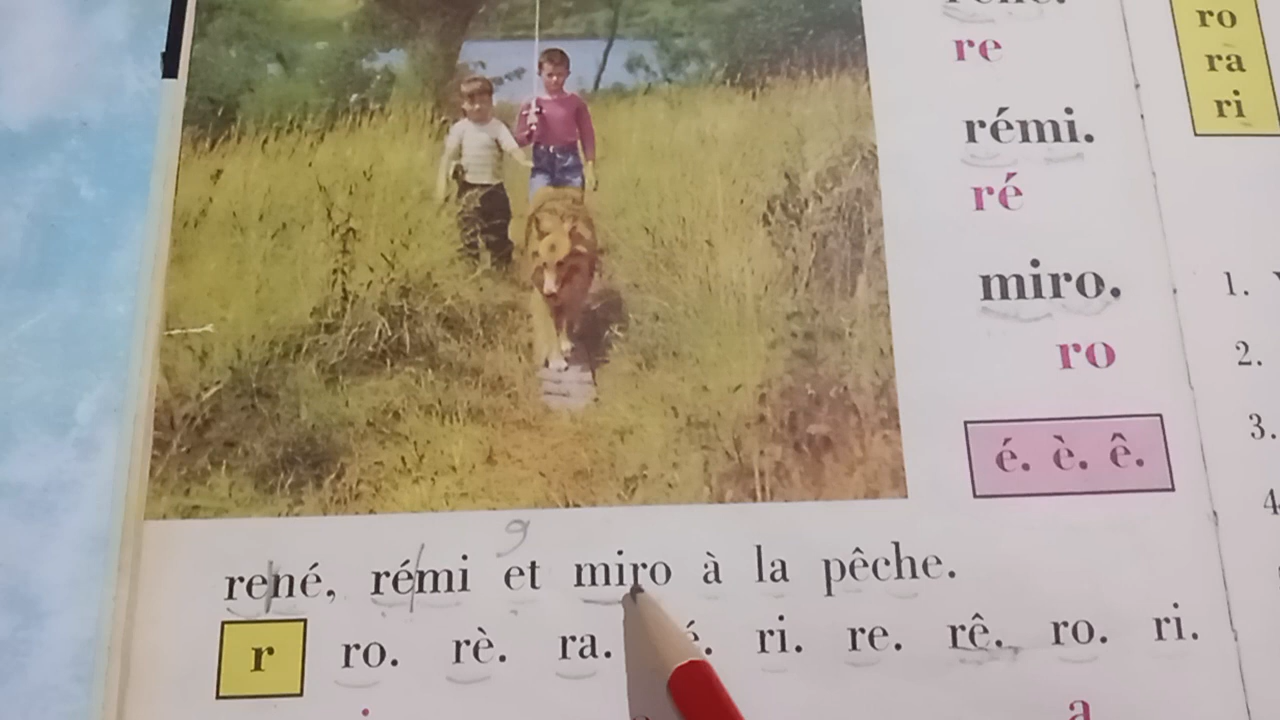 re
rémi.
ré
miro.
ro
é. è. ê.
rené, rémi et miro à la pêche.
r ro. rè. ra. ri. re. rê. ro. ri.
a
ro
ra
ri
1.
2.
3.
4